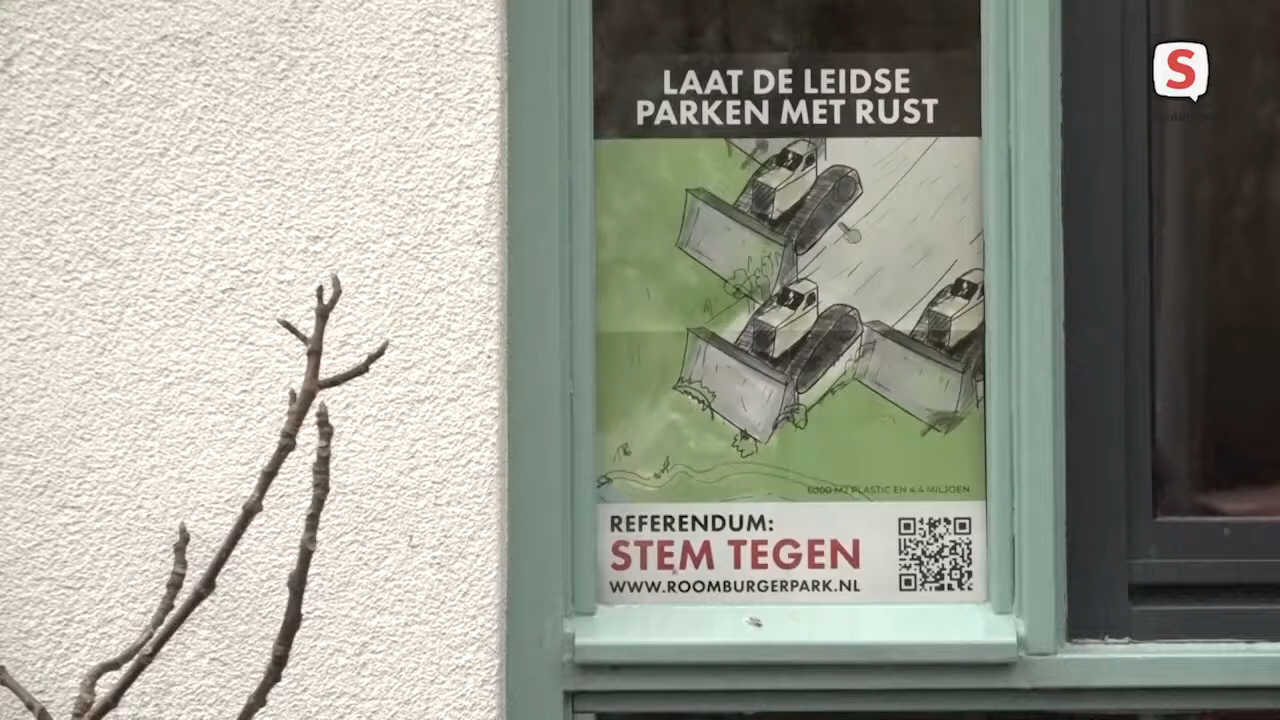 LAAT DE LEIDSE
PARKEN MET RUST
6000 M2 PLASTIC EN 4.4 MILJOEN
REFERENDUM:
STEM TEGEN
WWW.ROOMBURGERPARK.NL
S